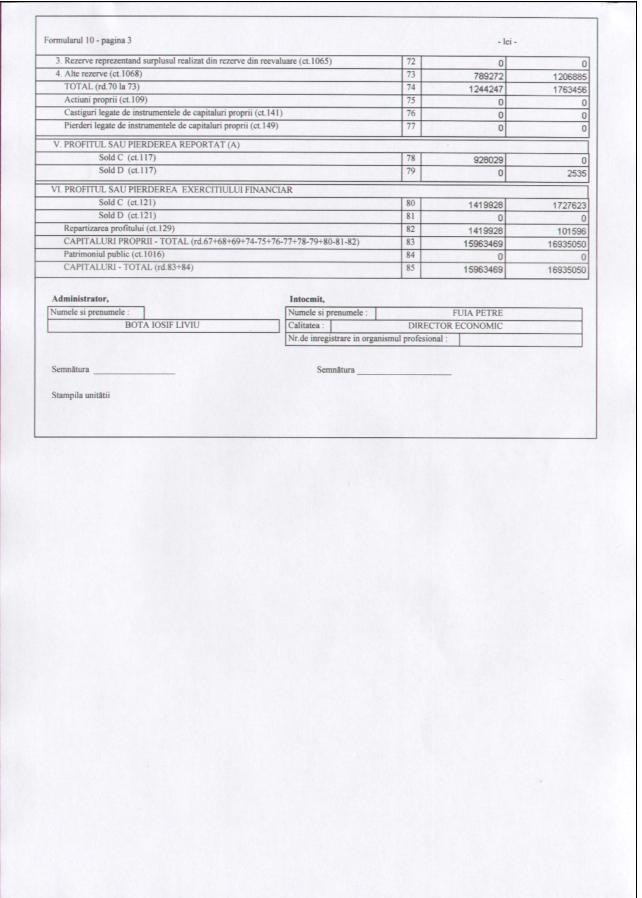 Formularul 10 - pagina 3 - lei -
3. Rezerve reprezentand surplusul realizat din rezerve din reevaluare (ct.1065) 72 0 0
4. Alte rezerve (ct.1068) 73 789272 1206885
TOTAL (rd.70 la 73) 74 1244247 1763456
Actiuni proprii (ct.109) 75 0 0
Castiguri legate de instrumentele de capitaluri proprii (ct.141) 76 0 0
Pierderi legate de instrumentele de capitaluri proprii (ct.149) 77 0 0
V. PROFITUL SAU PIERDEREA REPORTAT (A)
Sold C (ct.117) 78 928029 0
Sold D (ct.117) 79 0 2535
VI. PROFITUL SAU PIERDEREA EXERCITIULUI FINANCIAR
Sold C (ct.121) 80 1419928 1727623
Sold D (ct.121) 81 0 0
Repartizarea profitului (ct.129) 82 1419928 101596
CAPITALURI PROPRII - TOTAL (rd.67+68+69+74-75+76-77+78-79+80-81-82) 83 15963469 16935050
Patrimoniul public (ct.1016) 84 0 0
CAPITALURI - TOTAL (rd.83+84) 85 15963469 16935050
Administrator, Intocmit,
Numele si prenumele : Numele si prenumele : FUIA PETRE
BOTA IOSIF LIVIU Calitatea : DIRECTOR ECONOMIC
Nr.de inregistrare in organismul profesional :
Semnătura Semnătura
Stampila unitătii